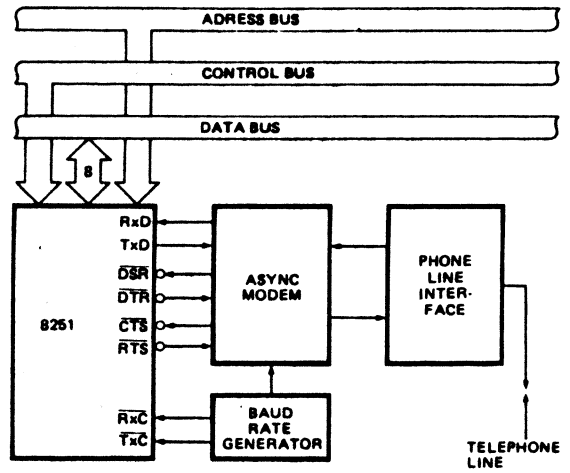 ADRESS BUS
CONTROL BUS
DATA BUS
8
8251
RxD
TxD
DSR
DTR
CTS
RTS
RxC
TxC
ASYNC
MODEM
PHONE
LINE
INTER-
FACE
BAUD
RATE
GENERATOR
TELEPHONE
LINE